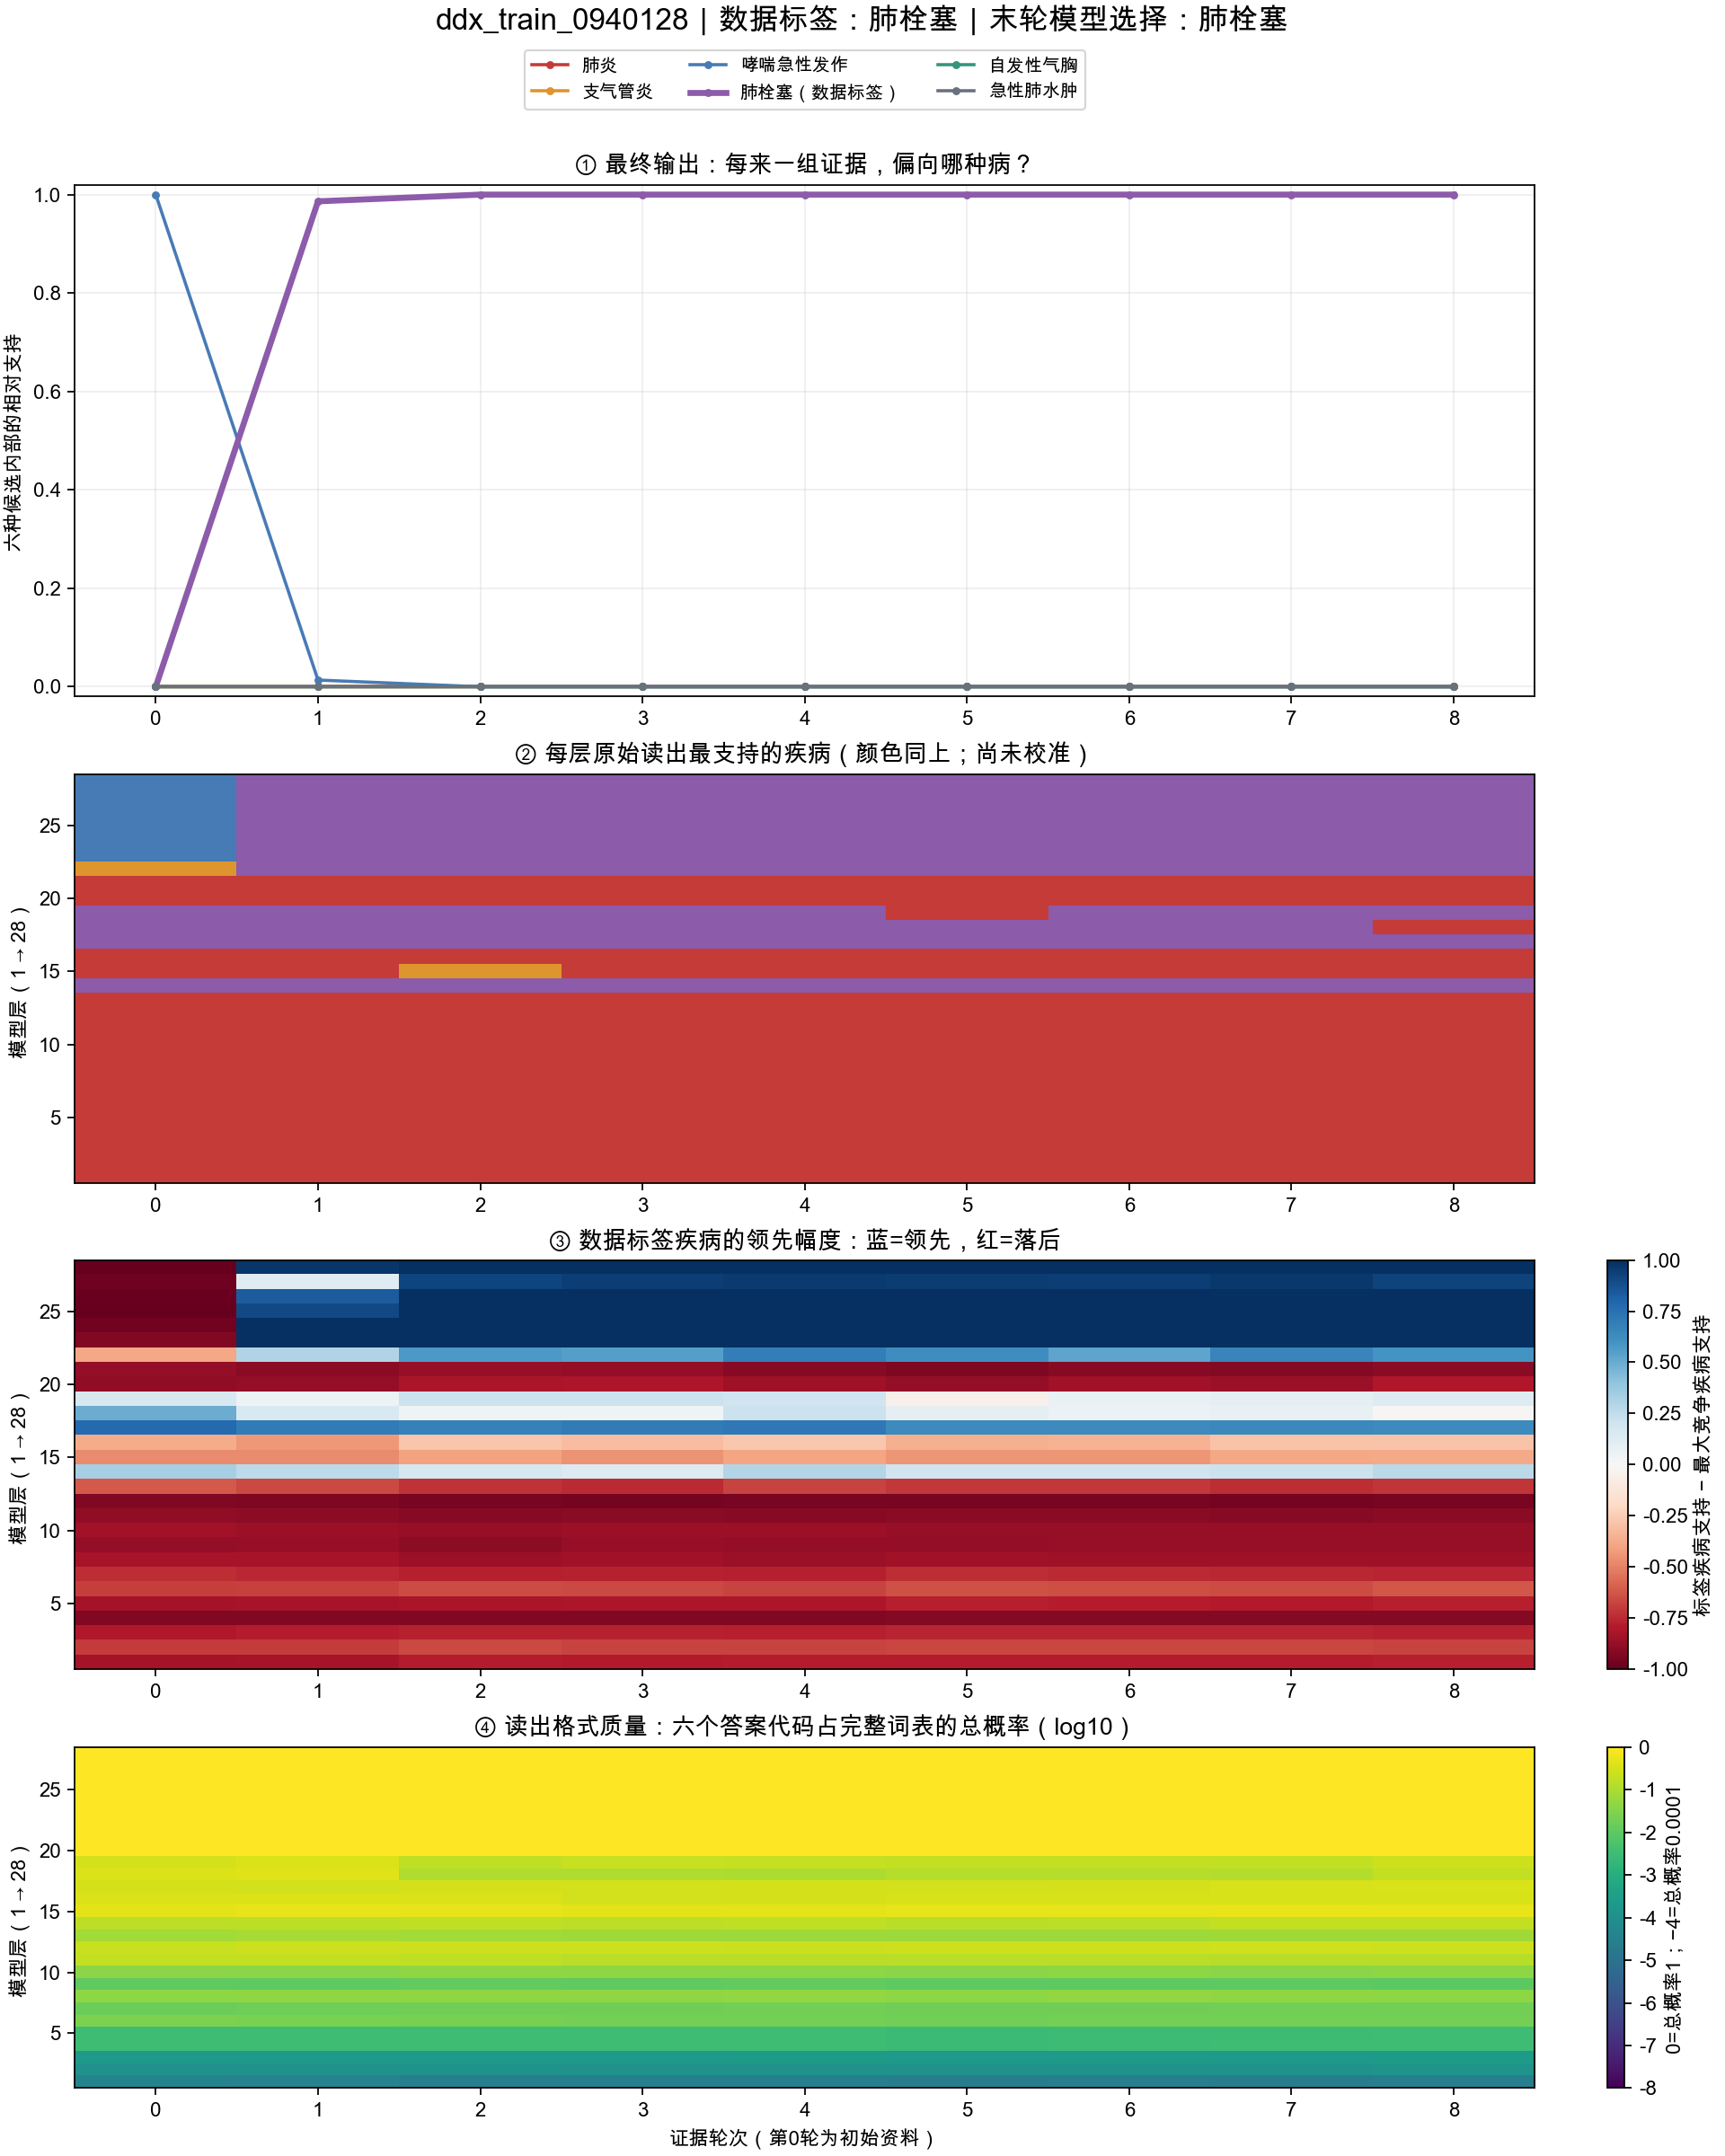 ddx_train_0940128 | 数据标签：肺栓塞 | 末轮模型选择：肺栓塞
肺炎 哮喘急性发作 自发性气胸
支气管炎 肺栓塞（数据标签） 急性肺水肿
① 最终输出：每来一组证据，偏向哪种病？
六种候选内部的相对支持
1.0
0.8
0.6
0.4
0.2
0.0
0 1 2 3 4 5 6 7 8
② 每层原始读出最支持的疾病（颜色同上；尚未校准）
模型层（1→28）
25
20
15
10
5
0 1 2 3 4 5 6 7 8
③ 数据标签疾病的领先幅度：蓝=领先，红=落后
模型层（1→28）
25
20
15
10
5
0 1 2 3 4 5 6 7 8
1.00
0.75
0.50
0.25
0.00
-0.25
-0.50
-0.75
-1.00
标签疾病支持 − 最大竞争疾病支持
④ 读出格式质量：六个答案代码占完整词表的总概率（log10）
模型层（1→28）
25
20
15
10
5
0 1 2 3 4 5 6 7 8
证据轮次（第0轮为初始资料）
0
-1
-2
-3
-4
-5
-6
-7
-8
0=总概率1；−4=总概率0.0001